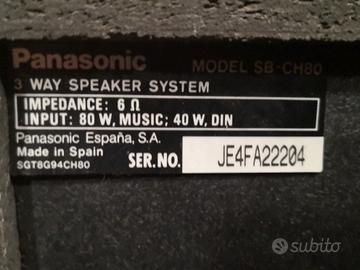 Panasonic MODEL SB-CH80
3 WAY SPEAKER SYSTEM
IMPEDANCE: 6 Ω
INPUT: 80 W, MUSIC; 40 W, DIN
Panasonic España, S.A.
Made in Spain
SGT8G94CH80
SER.NO. JE4FA22204
subito